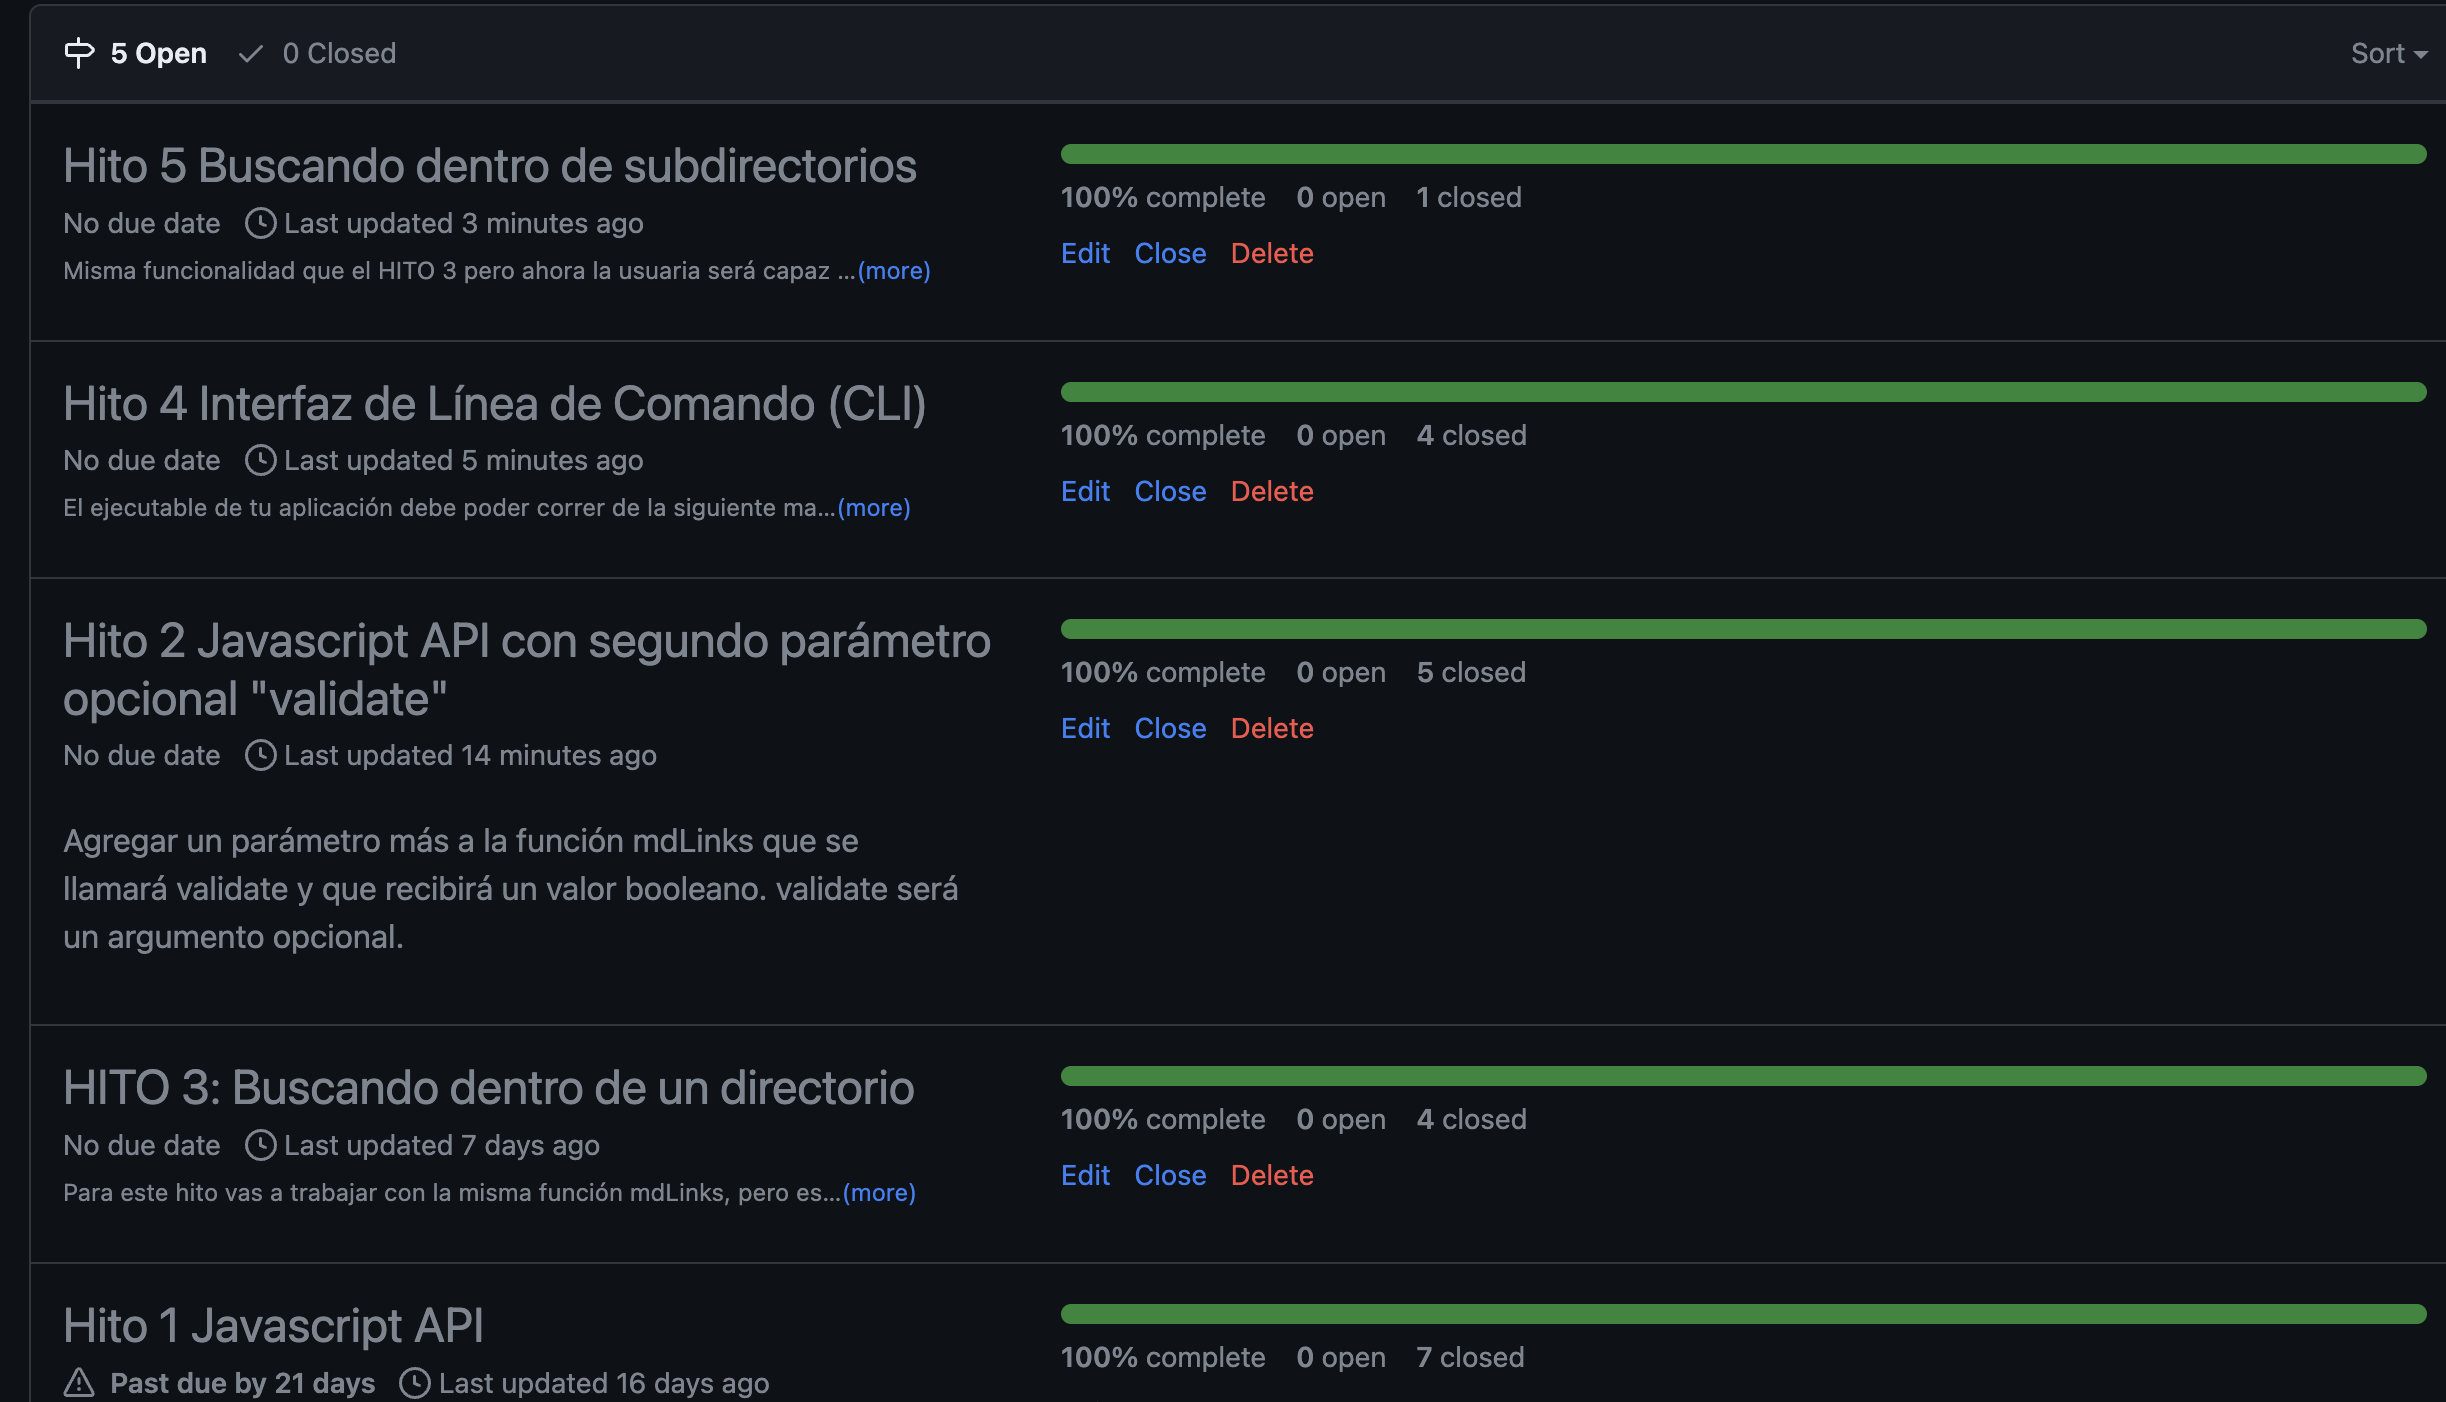 5 Open 0 Closed Sort
Hito 5 Buscando dentro de subdirectorios
No due date Last updated 3 minutes ago
Misma funcionalidad que el HITO 3 pero ahora la usuaria será capaz ...(more)
100% complete 0 open 1 closed
Edit Close Delete
Hito 4 Interfaz de Línea de Comando (CLI)
No due date Last updated 5 minutes ago
El ejecutable de tu aplicación debe poder correr de la siguiente ma...(more)
100% complete 0 open 4 closed
Edit Close Delete
Hito 2 Javascript API con segundo parámetro
opcional "validate"
No due date Last updated 14 minutes ago
Agregar un parámetro más a la función mdLinks que se
llamará validate y que recibirá un valor booleano. validate será
un argumento opcional.
100% complete 0 open 5 closed
Edit Close Delete
HITO 3: Buscando dentro de un directorio
No due date Last updated 7 days ago
Para este hito vas a trabajar con la misma función mdLinks, pero es...(more)
100% complete 0 open 4 closed
Edit Close Delete
Hito 1 Javascript API
Past due by 21 days Last updated 16 days ago
100% complete 0 open 7 closed